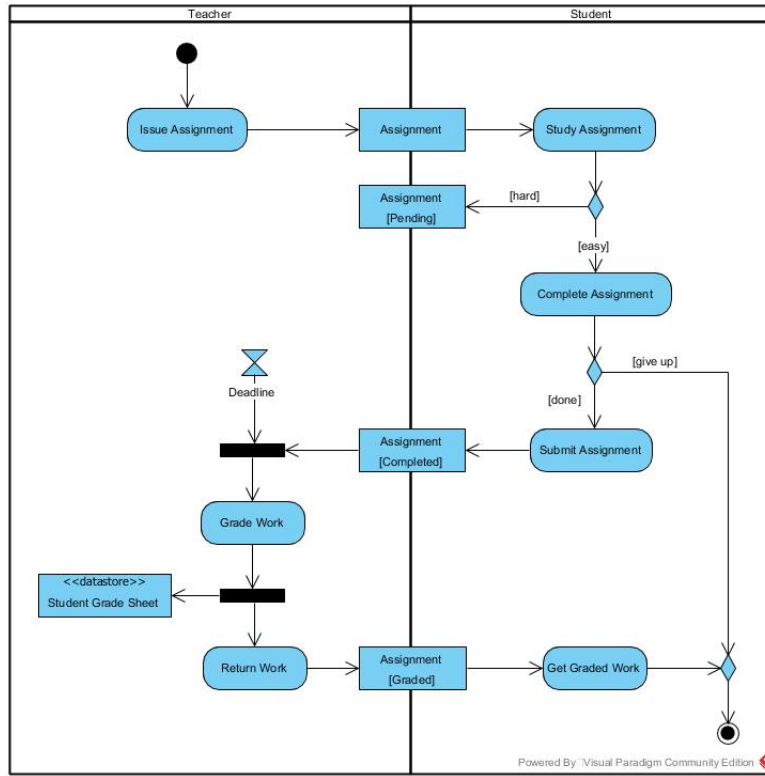 Teacher
Student
Issue Assignment
Assignment
Study Assignment
Assignment
[Pending]
[hard]
[easy]
Complete Assignment
Deadline
[give up]
[done]
Assignment
[Completed]
Submit Assignment
Grade Work
<<datastore>>
Student Grade Sheet
Return Work
Assignment
[Graded]
Get Graded Work
Powered By Visual Paradigm Community Edition